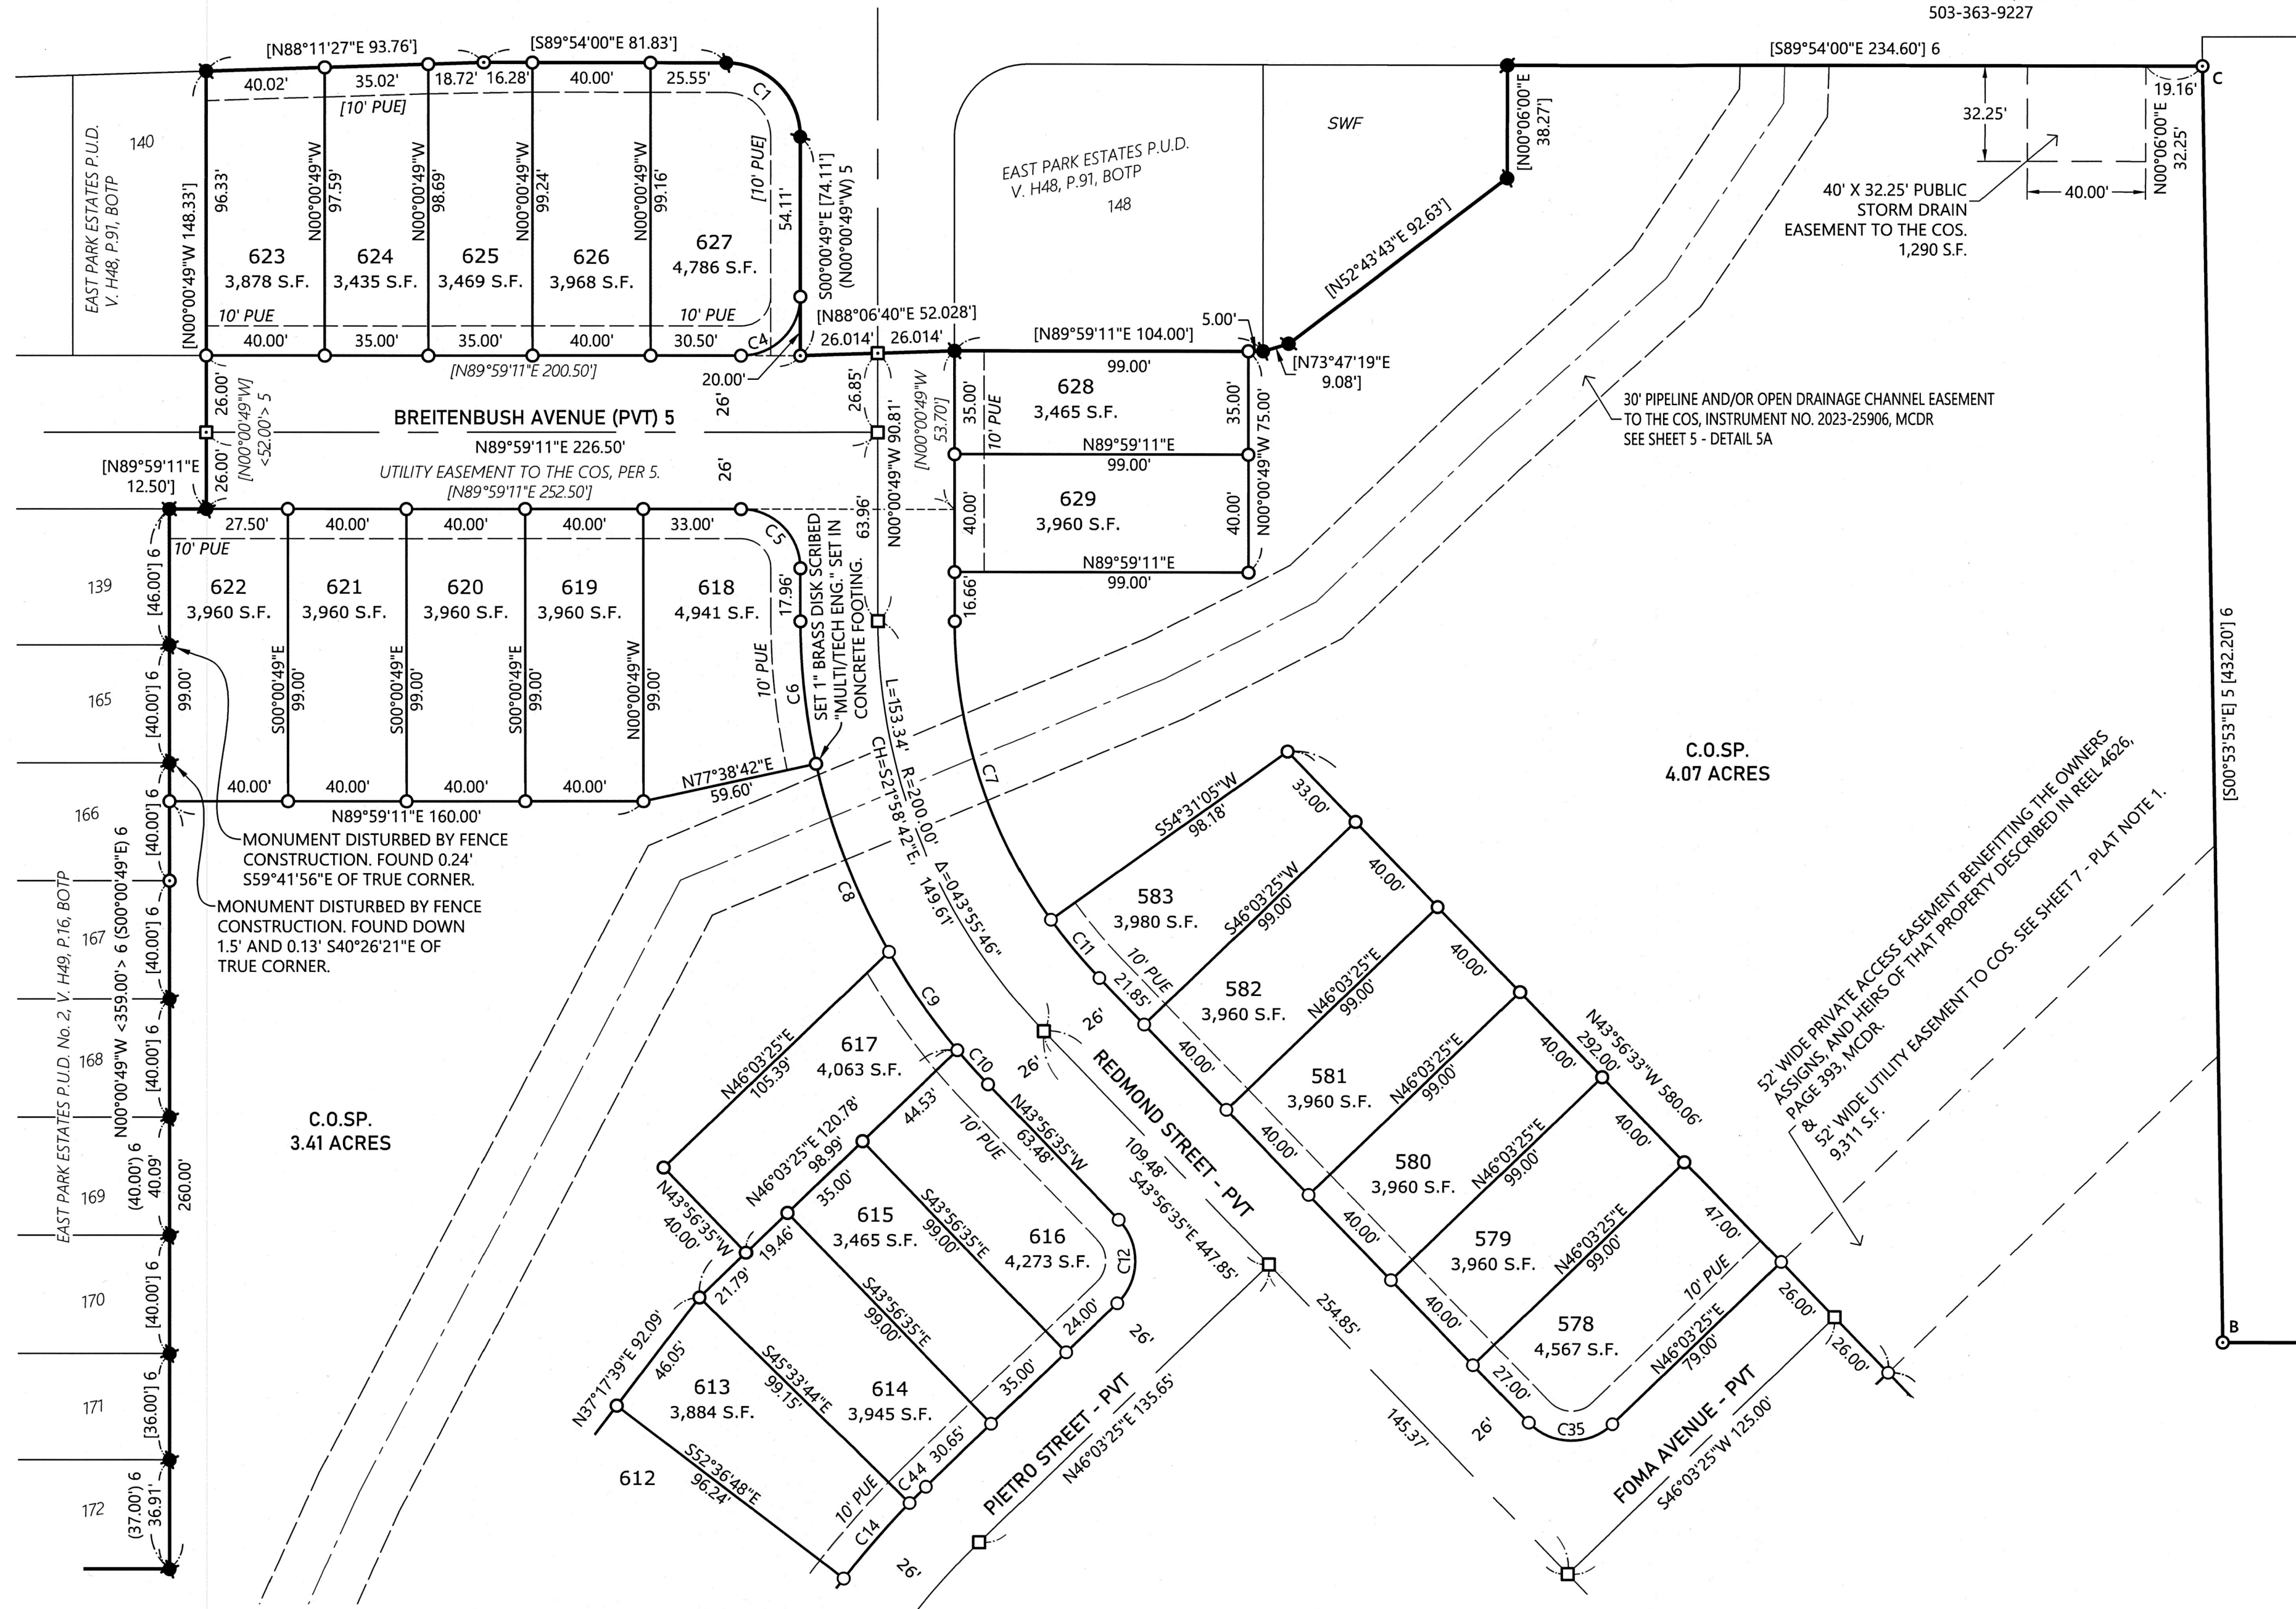 503-363-9227
[N88°11'27"E 93.76']
[S89°54'00"E 81.83']
[S89°54'00"E 234.60'] 6
C
40.02'
35.02'
18.72'
16.28'
40.00'
25.55'
C1
[10' PUE]
[10' PUE]
19.16'
32.25'
N00°06'00"E
32.25'
40.00'
[N00°06'00"E
38.27']
SWF
EAST PARK ESTATES P.U.D.
V. H48, P.91, BOTP
140
EAST PARK ESTATES P.U.D.
V. H48, P.91, BOTP
148
[N00°00'49"W 148.33']
96.33'
N00°00'49"W
97.59'
N00°00'49"W
98.69'
N00°00'49"W
99.24'
N00°00'49"W
99.16'
54.11'
S00°00'49"E [74.11']
(N00°00'49"W) 5
623
3,878 S.F.
624
3,435 S.F.
625
3,469 S.F.
626
3,968 S.F.
627
4,786 S.F.
40' X 32.25' PUBLIC
STORM DRAIN
EASEMENT TO THE COS.
1,290 S.F.
[N52°43'43"E 92.63']
10' PUE
10' PUE
40.00'
35.00'
35.00'
40.00'
30.50'
C4
[N89°59'11"E 200.50']
20.00'
[N88°06'40"E 52.028']
26.014'
26.014'
[N89°59'11"E 104.00']
5.00'
99.00'
[N73°47'19"E
9.08']
26.00'
26.00'
[N00°00'49"W]
<52.00'> 5
BREITENBUSH AVENUE (PVT) 5
N89°59'11"E 226.50'
UTILITY EASEMENT TO THE COS, PER 5.
[N89°59'11"E 252.50']
26'
26'
26.85'
N00°00'49"W 90.81'
63.96'
[N00°00'49"W
53.70']
35.00'
10' PUE
628
3,465 S.F.
35.00'
N00°00'49"W 75.00'
N89°59'11"E
99.00'
40.00'
629
3,960 S.F.
40.00'
N89°59'11"E
99.00'
16.66'
30' PIPELINE AND/OR OPEN DRAINAGE CHANNEL EASEMENT
TO THE COS, INSTRUMENT NO. 2023-25906, MCDR
SEE SHEET 5 - DETAIL 5A
[N89°59'11"E
12.50']
27.50'
40.00'
40.00'
40.00'
33.00'
C5
10' PUE
17.96'
C6
10' PUE
SET 1" BRASS DISK SCRIBED
"MULTI/TECH ENG." SET IN
CONCRETE FOOTING.
139
165
166
167
168
169
170
171
172
[46.00'] 6
[40.00'] 6
99.00'
[40.00'] 6
[40.00'] 6
[40.00'] 6
(40.00') 6
40.09'
260.00'
[40.00'] 6
[40.00'] 6
[36.00'] 6
(37.00') 6
36.91'
EAST PARK ESTATES P.U.D. No. 2, V. H49, P.16, BOTP
N00°00'49"W <359.00'> 6 (S00°00'49"E) 6
622
3,960 S.F.
621
3,960 S.F.
620
3,960 S.F.
619
3,960 S.F.
618
4,941 S.F.
S00°00'49"E
99.00'
S00°00'49"E
99.00'
S00°00'49"E
99.00'
N00°00'49"W
99.00'
40.00'
40.00'
40.00'
40.00'
N89°59'11"E 160.00'
N77°38'42"E
59.60'
MONUMENT DISTURBED BY FENCE
CONSTRUCTION. FOUND 0.24'
S59°41'56"E OF TRUE CORNER.
MONUMENT DISTURBED BY FENCE
CONSTRUCTION. FOUND DOWN
1.5' AND 0.13' S40°26'21"E OF
TRUE CORNER.
C.O.SP.
3.41 ACRES
L=153.34' R=200.00' Δ=043°55'46"
CH=S21°58'42"E, 149.61'
C7
C8
C9
C10
C11
C.O.SP.
4.07 ACRES
[S00°53'53"E] 5 [432.20'] 6
B
S54°31'05"W
98.18'
33.00'
40.00'
40.00'
40.00'
40.00'
47.00'
N43°56'33"W 580.06'
292.00'
583
3,980 S.F.
S46°03'25"W
99.00'
582
3,960 S.F.
N46°03'25"E
99.00'
581
3,960 S.F.
N46°03'25"E
99.00'
580
3,960 S.F.
N46°03'25"E
99.00'
579
3,960 S.F.
N46°03'25"E
99.00'
578
4,567 S.F.
N46°03'25"E
79.00'
10' PUE
10' PUE
21.85'
40.00'
40.00'
40.00'
40.00'
27.00'
C35
26'
26'
26'
26.00'
26.00'
52' WIDE PRIVATE ACCESS EASEMENT BENEFITTING THE OWNERS
ASSIGNS, AND HEIRS OF THAT PROPERTY DESCRIBED IN REEL 4626,
PAGE 393, MCDR.
&
52' WIDE UTILITY EASEMENT TO COS. SEE SHEET 7 - PLAT NOTE 1.
9,311 S.F.
REDMOND STREET - PVT
109.48'
S43°56'35"E 447.85'
254.85'
145.37'
FOMA AVENUE - PVT
S46°03'25"W 125.00'
PIETRO STREET - PVT
N46°03'25"E 135.65'
26'
26'
N46°03'25"E
105.39'
617
4,063 S.F.
44.53'
N46°03'25"E 120.78'
98.99'
35.00'
19.46'
21.79'
N43°56'35"W
40.00'
10' PUE
N43°56'35"W
63.48'
C12
616
4,273 S.F.
S43°56'35"E
99.00'
615
3,465 S.F.
S43°56'35"E
99.00'
614
3,945 S.F.
S45°33'44"E
99.15'
613
3,884 S.F.
N37°17'39"E 92.09'
46.05'
S52°36'48"E
96.24'
612
24.00'
35.00'
30.65'
C44
C14
10' PUE